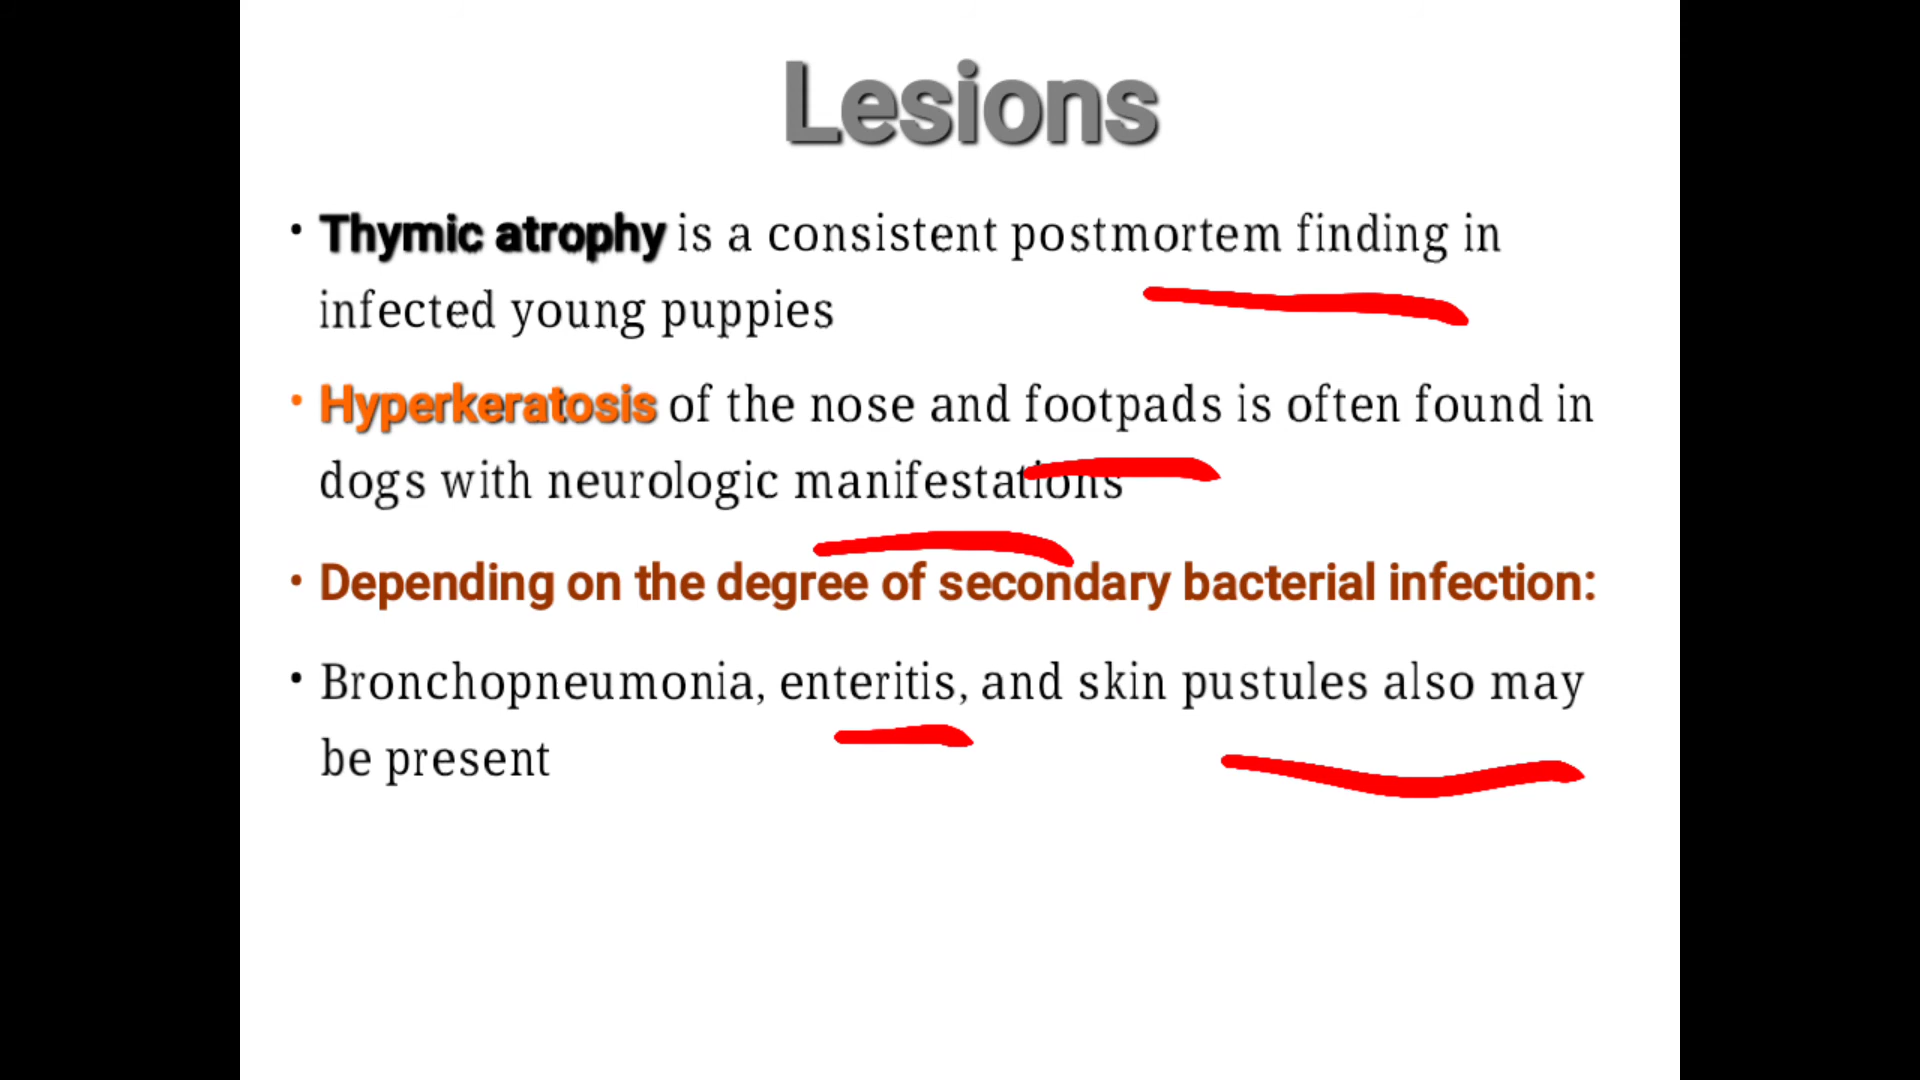 Lesions
• Thymic atrophy is a consistent postmortem finding in
infected young puppies
• Hyperkeratosis of the nose and footpads is often found in
dogs with neurologic manifestations
• Depending on the degree of secondary bacterial infection:
• Bronchopneumonia, enteritis, and skin pustules also may
be present